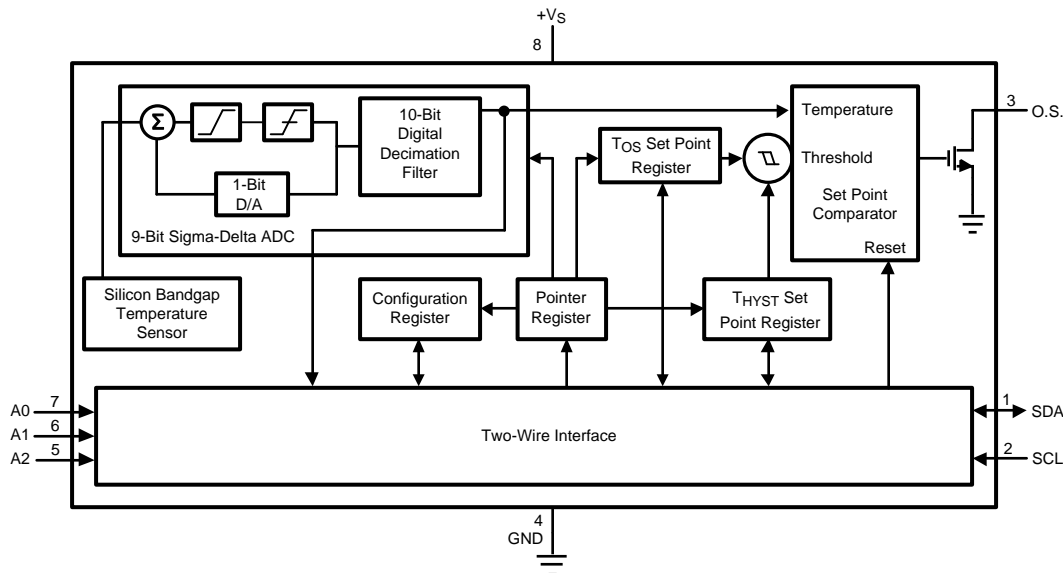 +VS
8
3
O.S.
Σ
10-Bit
Digital
Decimation
Filter
1-Bit
D/A
9-Bit Sigma-Delta ADC
TOS Set Point
Register
Temperature
Threshold
Set Point
Comparator
Reset
Silicon Bandgap
Temperature
Sensor
Configuration
Register
Pointer
Register
THYST Set
Point Register
A0
7
A1
6
A2
5
Two-Wire Interface
1
SDA
2
SCL
4
GND